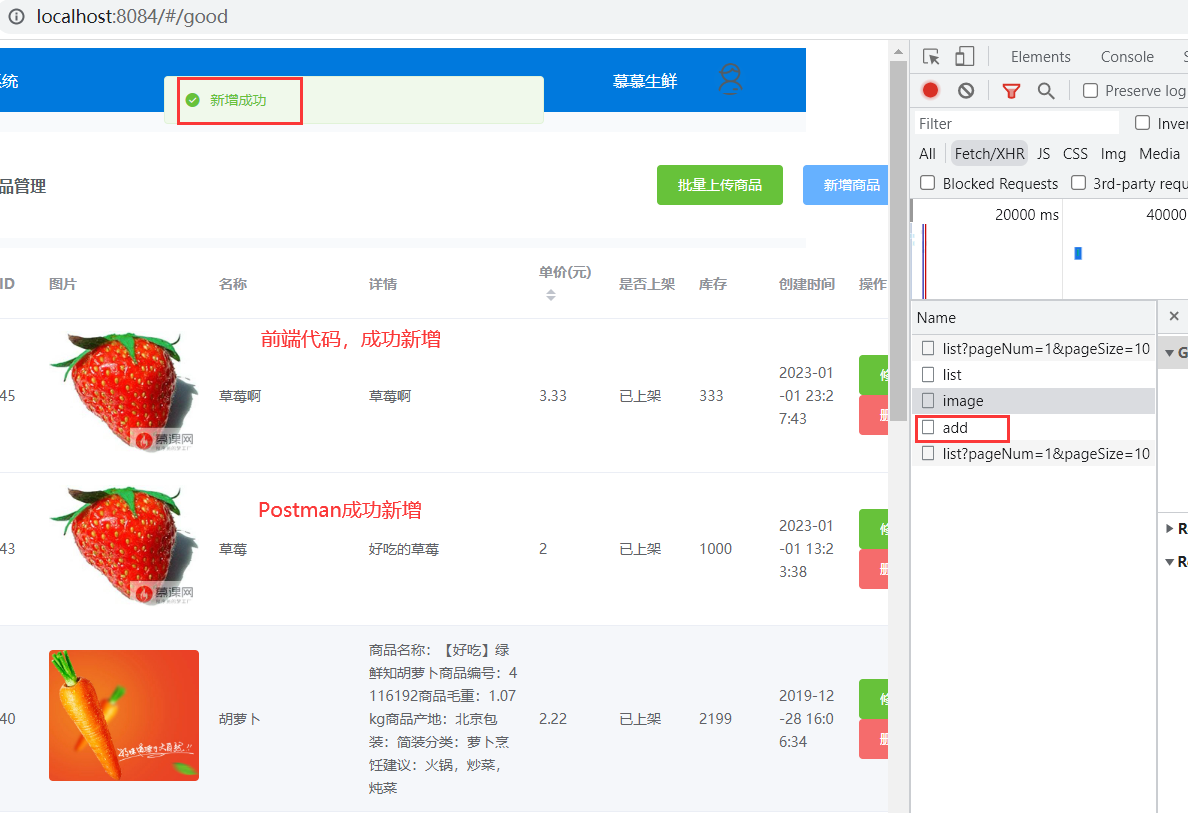 localhost:8084/#/good
系统
新增成功
慕慕生鲜
品管理
批量上传商品
新增商品
ID 图片 名称 详情 单价(元) 是否上架 库存 创建时间 操作
前端代码，成功新增
45 草莓啊 草莓啊 3.33 已上架 333
2023-01
-01 23:2
7:43
慕课网
Postman成功新增
43 草莓 好吃的草莓 2 已上架 1000
2023-01
-01 13:2
3:38
慕课网
40 胡萝卜
商品名称：【好吃】绿
鲜知胡萝卜商品编号：4
116192商品毛重：1.07
kg商品产地：北京包
装：简装分类：萝卜烹
饪建议：火锅，炒菜，
炖菜
2.22 已上架 2199
2019-12
-28 16:0
6:34
Elements Console
Preserve log
Filter
Inver
All Fetch/XHR JS CSS Img Media
Blocked Requests 3rd-party requ
20000 ms 40000
Name
list?pageNum=1&pageSize=10
list
image
add
list?pageNum=1&pageSize=10
G
R
Re